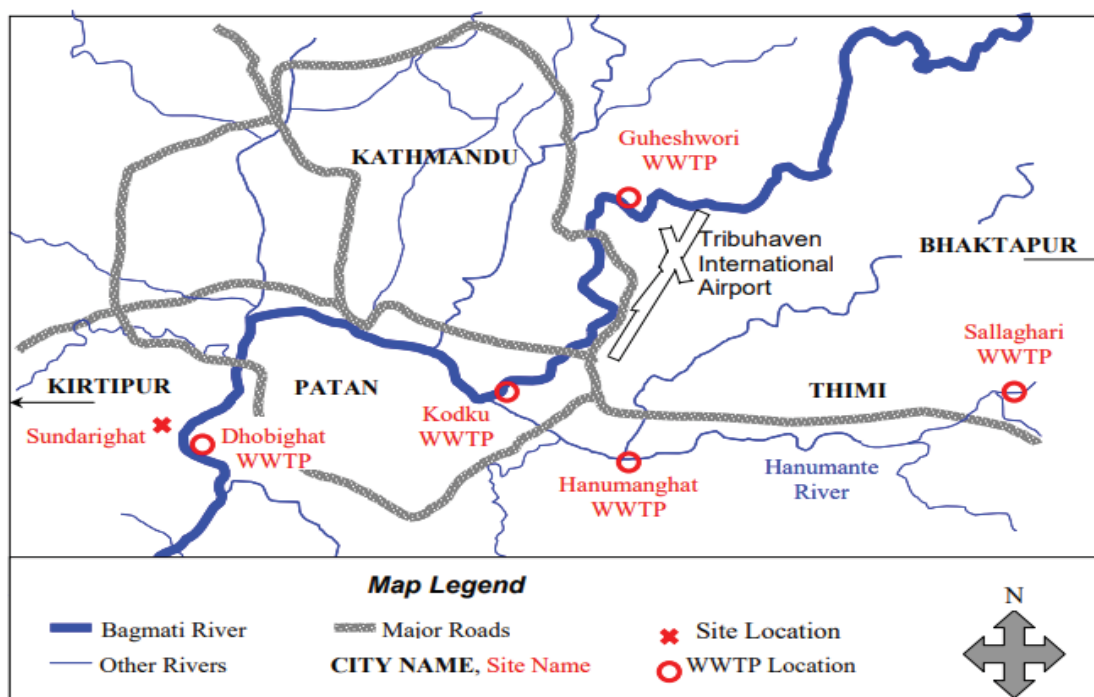 Guheshwori
WWTP
KATHMANDU
Tribuhaven
International
Airport
BHAKTAPUR
Sallaghari
WWTP
KIRTIPUR
PATAN
THIMI
Kodku
WWTP
Sundarighat
Dhobighat
WWTP
Hanumanghat
WWTP
Hanumante
River
Map Legend
Bagmati River
Major Roads
Site Location
Other Rivers
CITY NAME, Site Name
WWTP Location
N